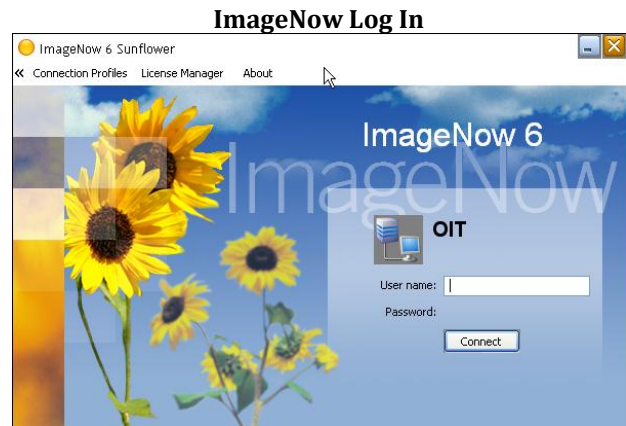 ImageNow Log In
ImageNow 6 Sunflower
« Connection Profiles License Manager About
ImageNow 6
ImageNow
OIT
User name:
Password:
Connect